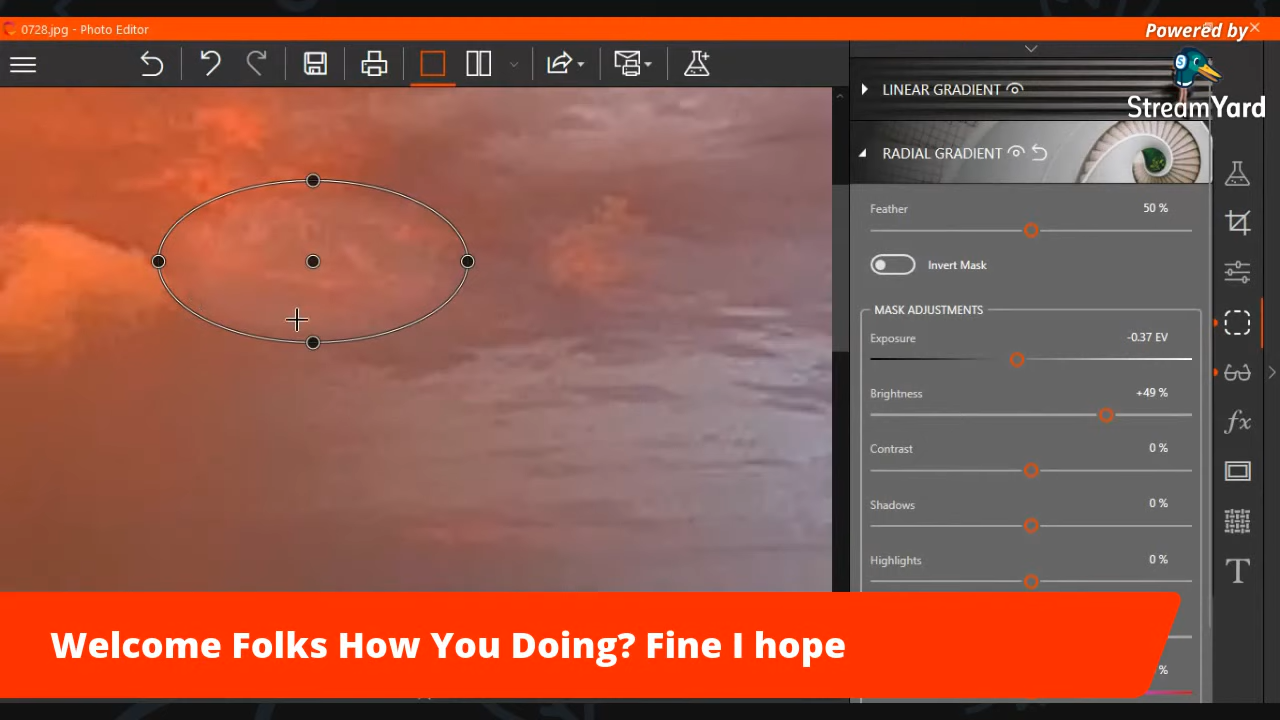 0728.jpg - Photo Editor
Powered by
StreamYard
LINEAR GRADIENT
RADIAL GRADIENT
Feather 50 %
Invert Mask
MASK ADJUSTMENTS
Exposure -0.37 EV
Brightness +49 %
Contrast 0 %
Shadows 0 %
Highlights 0 %
%
Welcome Folks How You Doing? Fine I hope